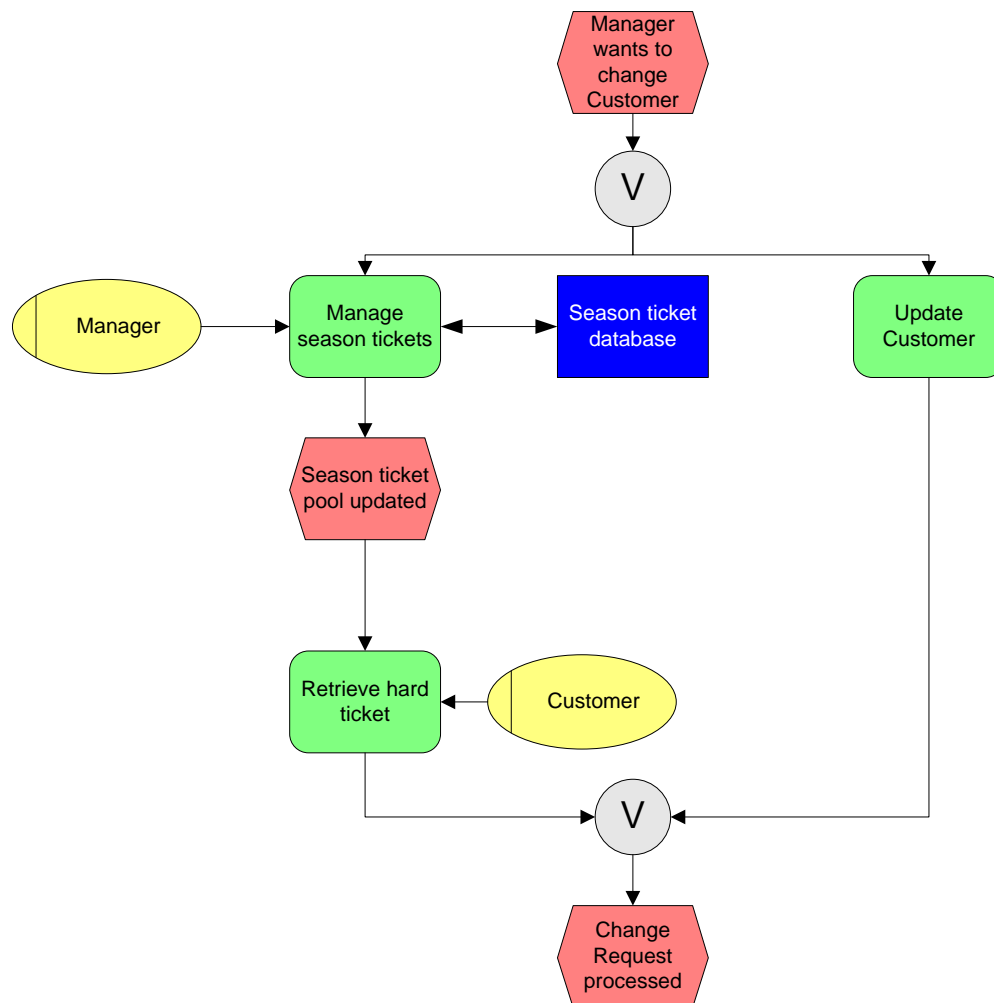 Manager
wants to
change
Customer
V
Manager
Manage
season tickets
Season ticket
database
Update
Customer
Season ticket
pool updated
Retrieve hard
ticket
Customer
V
Change
Request
processed